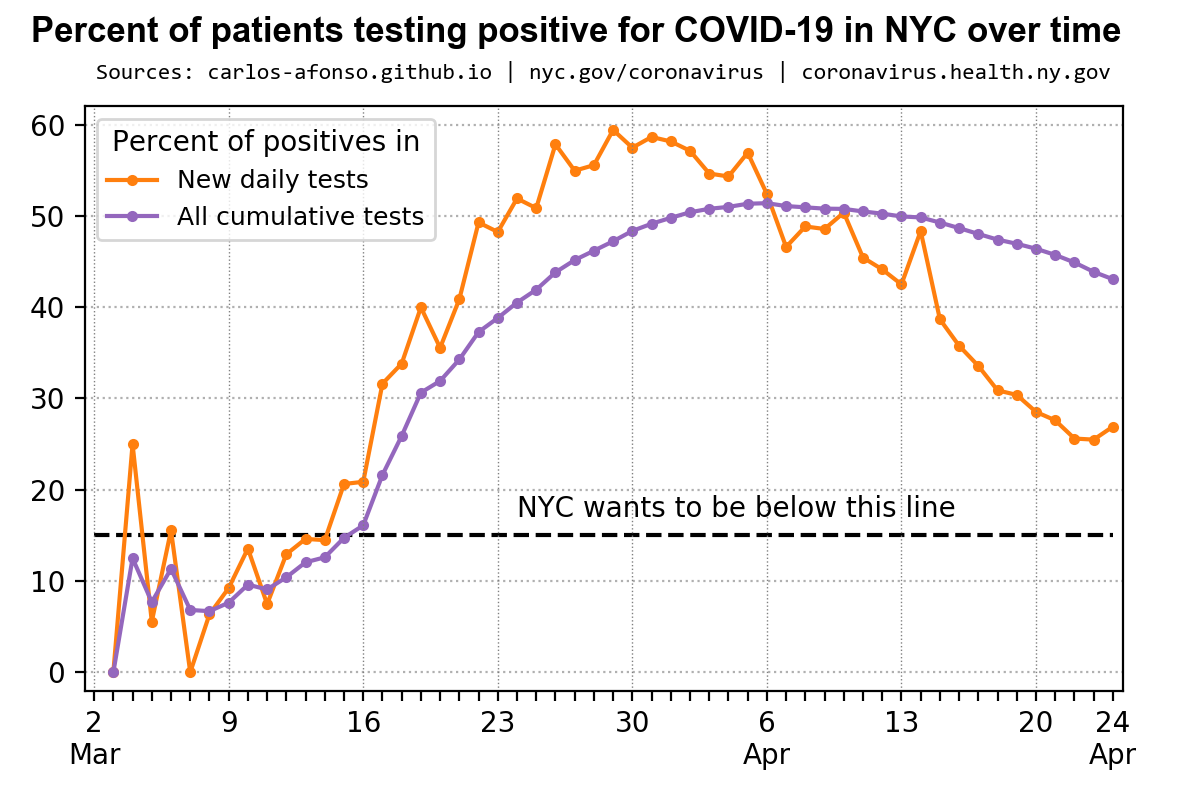 Percent of patients testing positive for COVID-19 in NYC over time
Sources: carlos-afonso.github.io | nyc.gov/coronavirus | coronavirus.health.ny.gov
Percent of positives in
New daily tests
All cumulative tests
60
50
40
30
20
10
0
NYC wants to be below this line
2 9 16 23 30 6 13 20 24
Mar Apr Apr